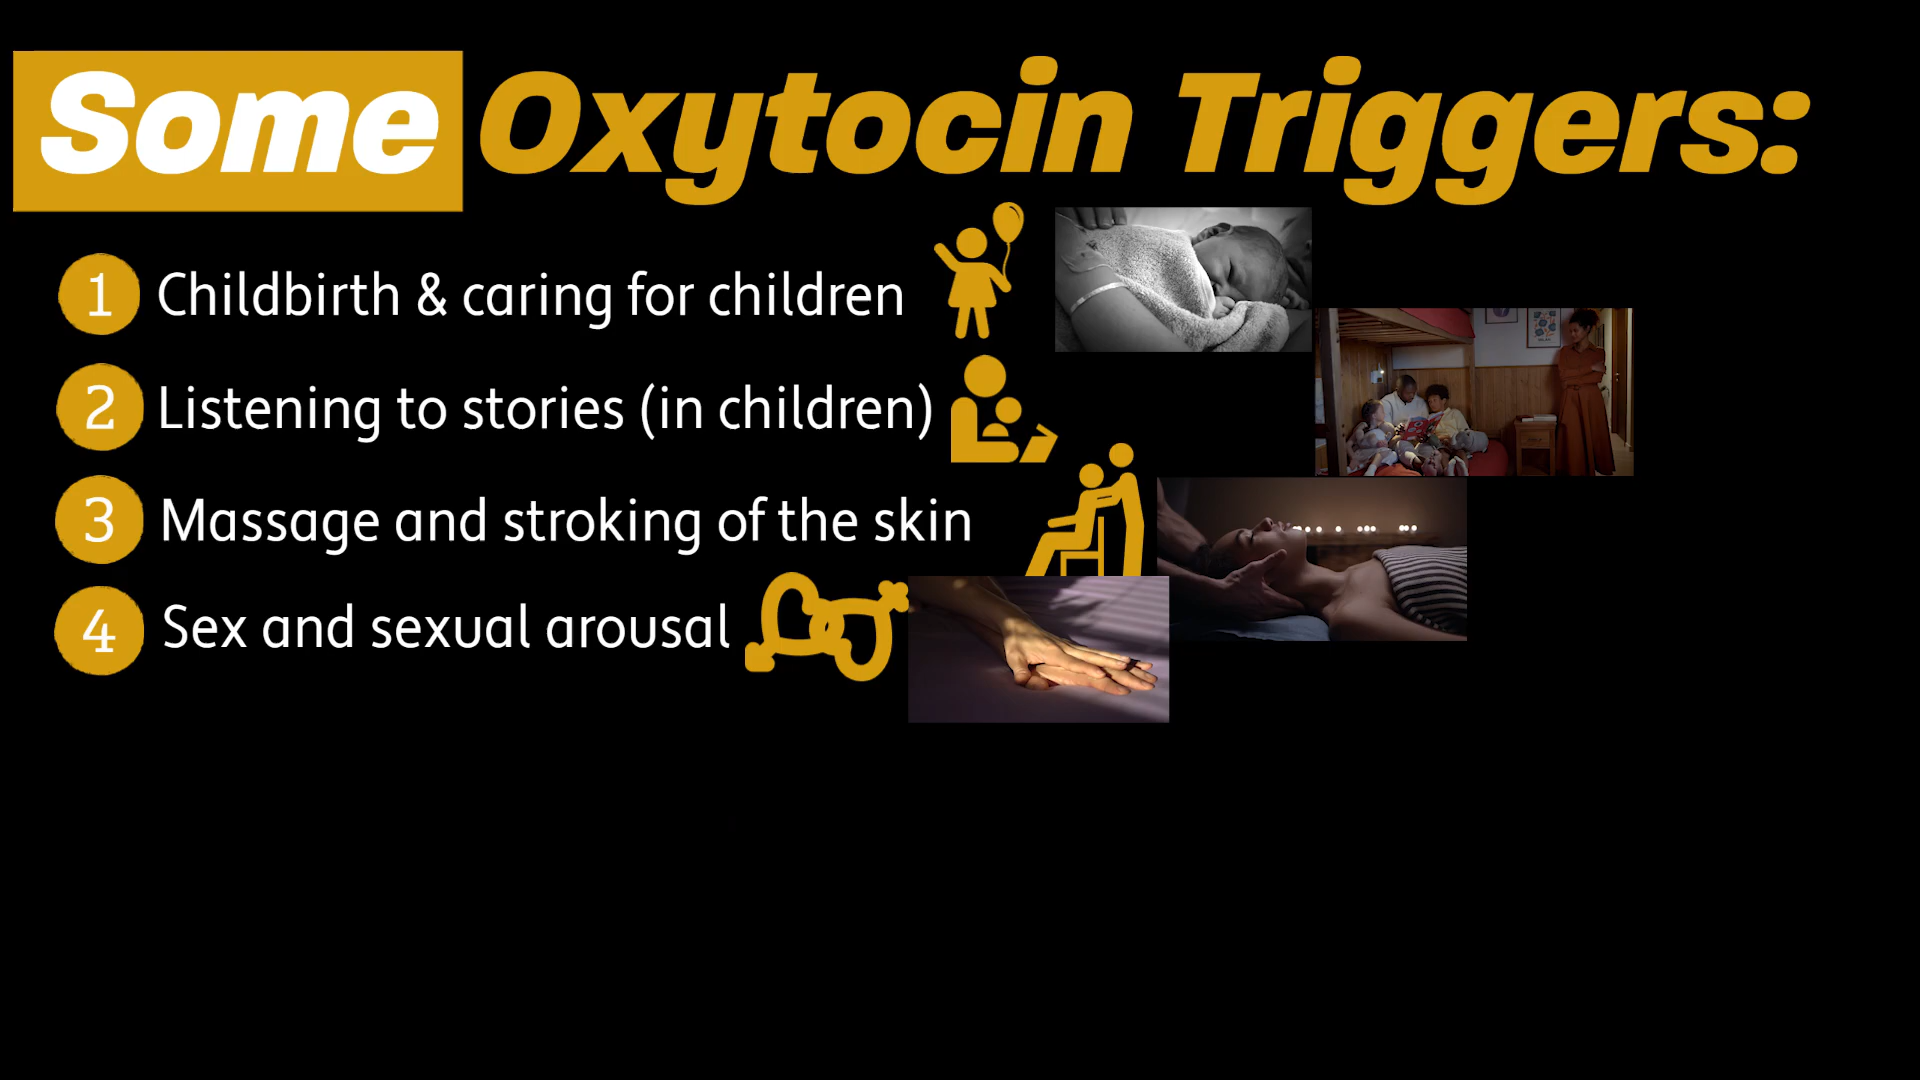 Some Oxytocin Triggers:
1 Childbirth & caring for children
2 Listening to stories (in children)
3 Massage and stroking of the skin
4 Sex and sexual arousal